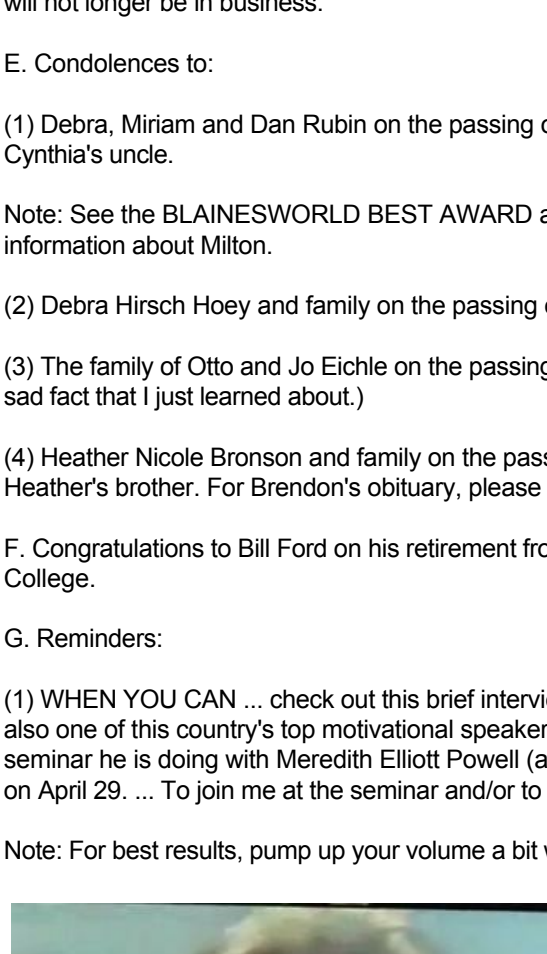 will not longer be in business.
E. Condolences to:
(1) Debra, Miriam and Dan Rubin on the passing
Cynthia's uncle.
Note: See the BLAINESWORLD BEST AWARD
information about Milton.
(2) Debra Hirsch Hoey and family on the passing
(3) The family of Otto and Jo Eichle on the passing
sad fact that I just learned about.)
(4) Heather Nicole Bronson and family on the
Heather's brother. For Brendon's obituary, please
F. Congratulations to Bill Ford on his retirement
College.
G. Reminders:
(1) WHEN YOU CAN ... check out this brief
also one of this country's top motivational
seminar he is doing with Meredith Elliott Powell
on April 29. ... To join me at the seminar and/or to
Note: For best results, pump up your volume a bit